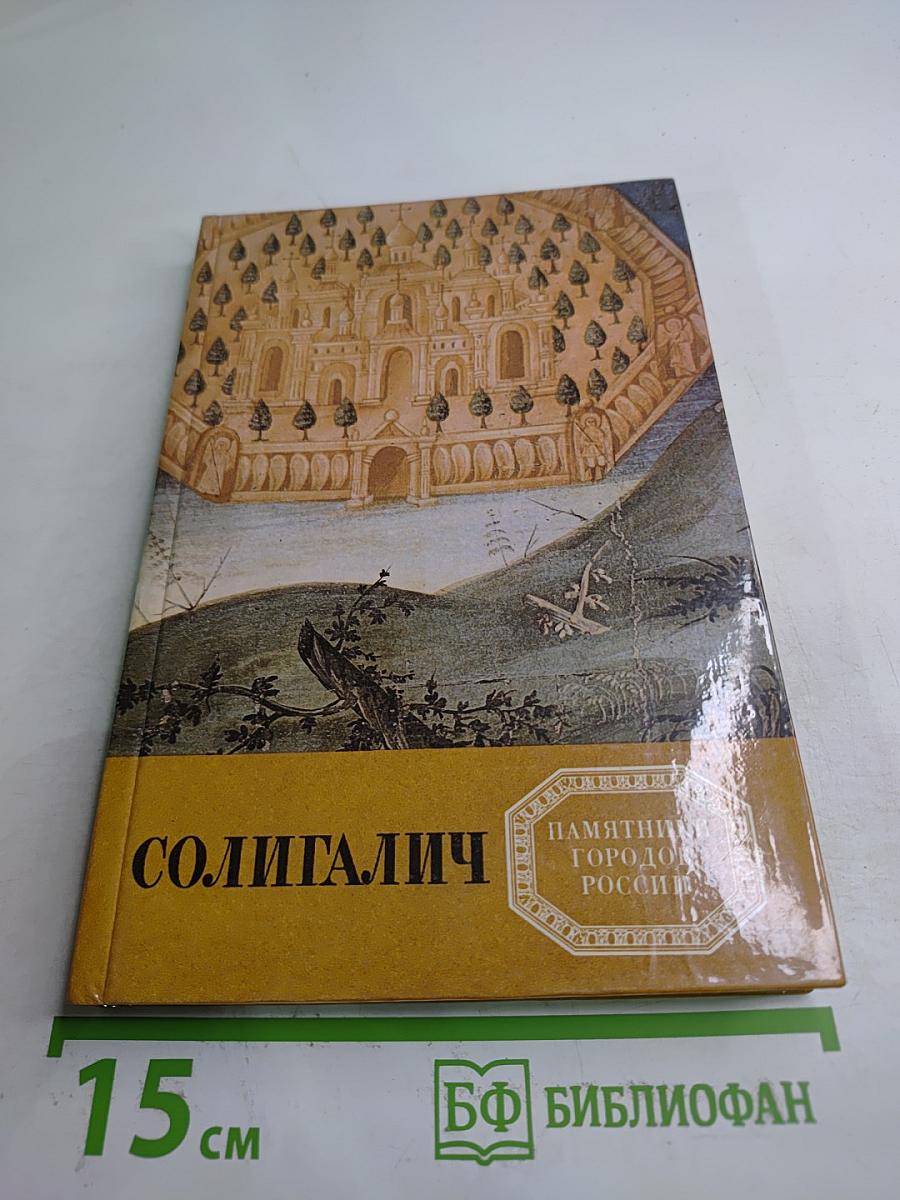 СОЛИГАЛИЧ
ПАМЯТНИКИ
ГОРОДОВ
РОССИИ
15 см
БФ БИБЛИОФАН